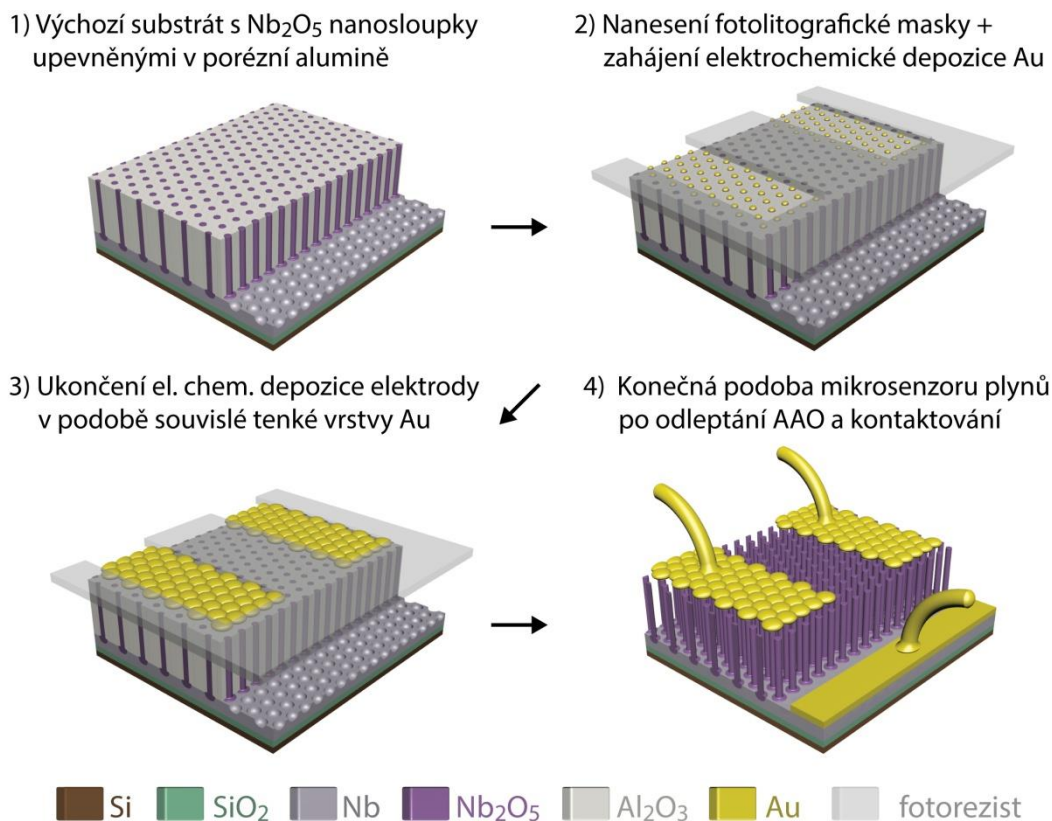 1) Výchozí substrát s Nb₂O₅ nanosloupky
upevněnými v porézní alumině
2) Nanesení fotolitografické masky +
zahájení elektrochemické depozice Au
3) Ukončení el. chem. depozice elektrody
v podobě souvislé tenké vrstvy Au
4) Konečná podoba mikrosenzoru plynů
po odleptání AAO a kontaktování
Si SiO₂ Nb Nb₂O₅ Al₂O₃ Au fotorezist